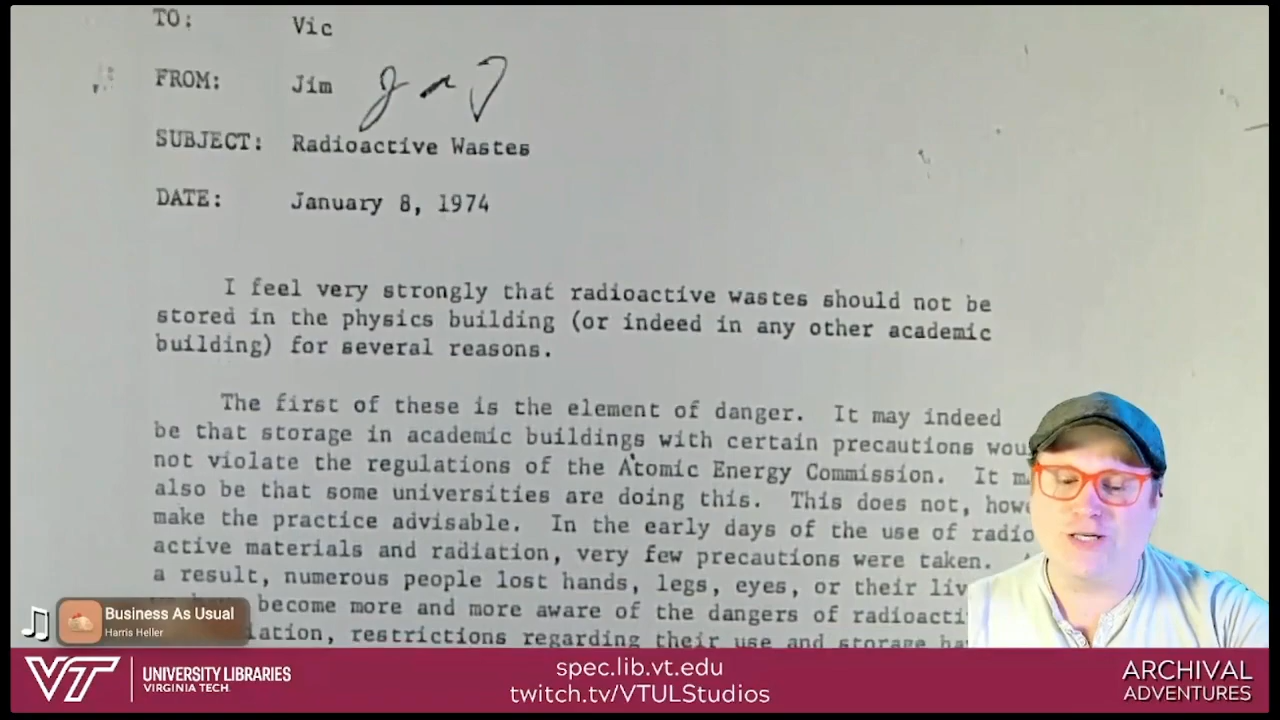 TO: Vic
FROM: Jim
SUBJECT: Radioactive Wastes
DATE: January 8, 1974
I feel very strongly that radioactive wastes should not be
stored in the physics building (or indeed in any other academic
building) for several reasons.
The first of these is the element of danger. It may indeed
be that storage in academic buildings with certain precautions
not violate the regulations of the Atomic Energy Commission. It
also be that some universities are doing this. This does not,
make the practice advisable. In the early days of the use of radio
active materials and radiation, very few precautions were taken.
a result, numerous people lost hands, legs, eyes, or their
become more and more aware of the dangers of
restrictions regarding their use and storage
Business As Usual
Harris Heller
VT UNIVERSITY LIBRARIES
VIRGINIA TECH.
spec.lib.vt.edu
twitch.tv/VTULStudios
ARCHIVAL
ADVENTURES